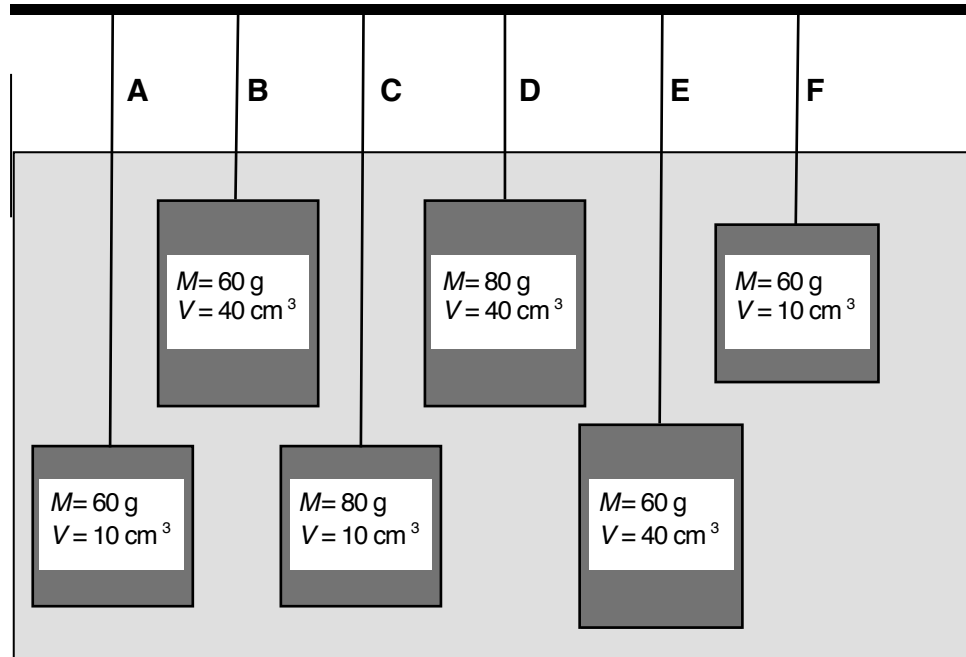 A B C D E F
M = 60 g
V = 40 cm³
M = 80 g
V = 40 cm³
M = 60 g
V = 10 cm³
M = 60 g
V = 10 cm³
M = 80 g
V = 10 cm³
M = 60 g
V = 40 cm³